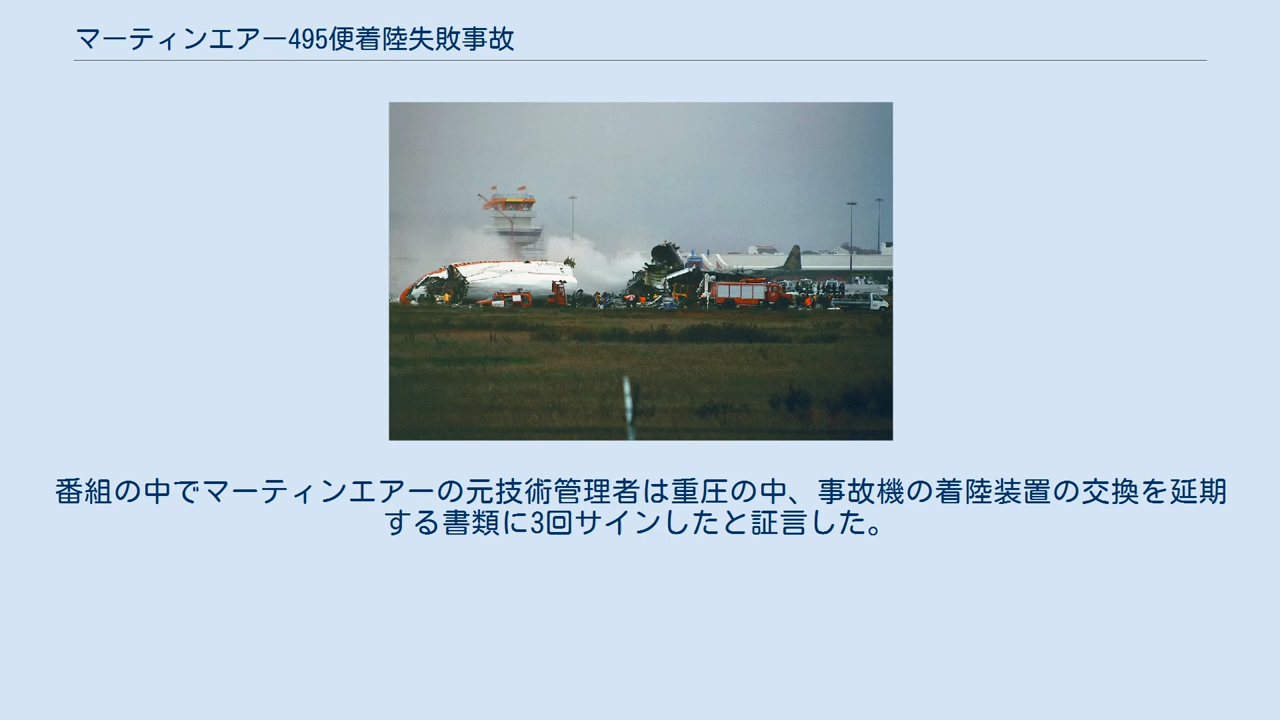 マーティンエアー495便着陸失敗事故
番組の中でマーティンエアーの元技術管理者は重圧の中、事故機の着陸装置の交換を延期
する書類に3回サインしたと証言した。